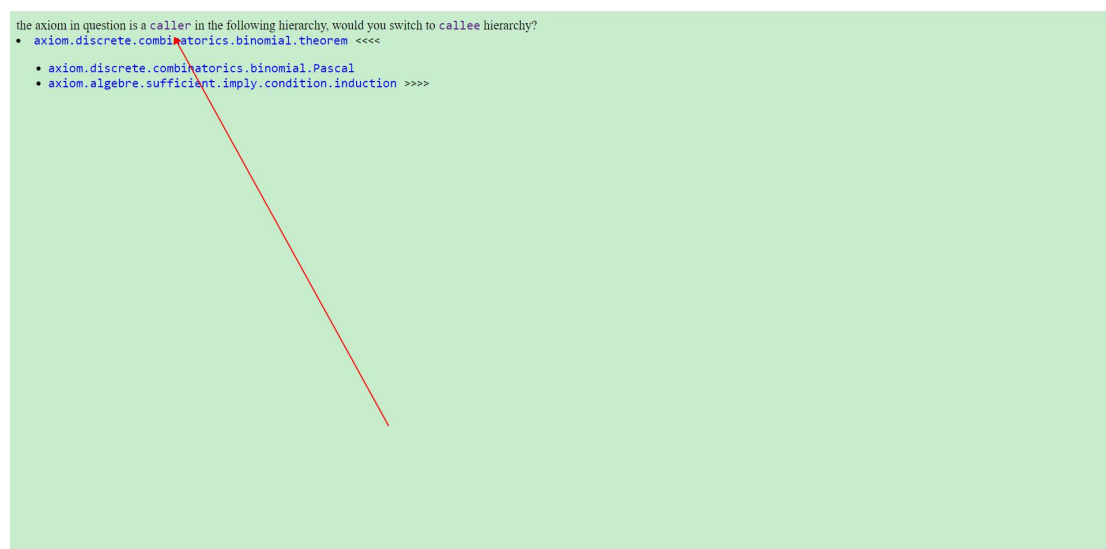 the axiom in question is a caller in the following hierarchy, would you switch to callee hierarchy?
axiom.discrete.combinatorics.binomial.theorem <<<<
axiom.discrete.combinatorics.binomial.Pascal
axiom.algebre.sufficient.imply.condition.induction >>>>